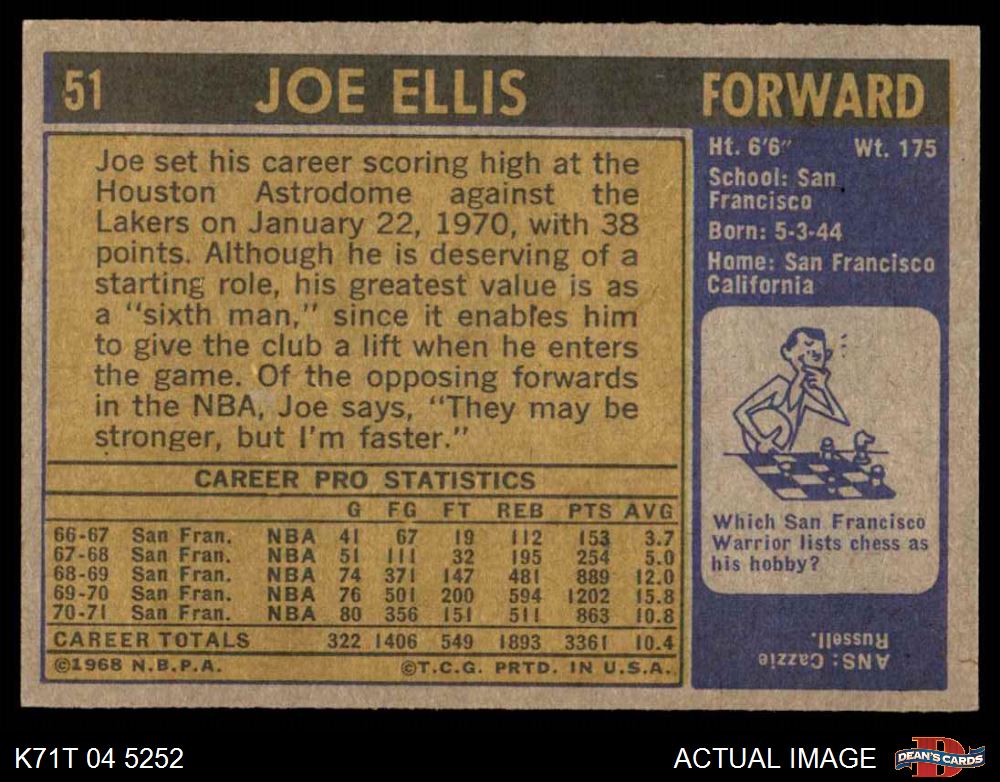 51 JOE ELLIS FORWARD
Joe set his career scoring high at the
Houston Astrodome against the
Lakers on January 22, 1970, with 38
points. Although he is deserving of a
starting role, his greatest value is as
a "sixth man," since it enables him
to give the club a lift when he enters
the game. Of the opposing forwards
in the NBA, Joe says, "They may be
stronger, but I'm faster."
CAREER PRO STATISTICS
G FG FT REB PTS AVG
66-67 San Fran. NBA 41 67 19 112 153 3.7
67-68 San Fran. NBA 51 111 32 195 254 5.0
68-69 San Fran. NBA 74 371 147 481 889 12.0
69-70 San Fran. NBA 76 501 200 594 1202 15.8
70-71 San Fran. NBA 80 356 151 511 863 10.8
CAREER TOTALS 322 1406 549 1893 3361 10.4
©1968 N.B.P.A. ©T.C.G. PRTD. IN U.S.A.
Ht. 6'6" Wt. 175
School: San
Francisco
Born: 5-3-44
Home: San Francisco
California
Which San Francisco
Warrior lists chess as
his hobby?
ANS: Cazzie
Russell.
K71T 04 5252 ACTUAL IMAGE D
DEAN'S CARDS